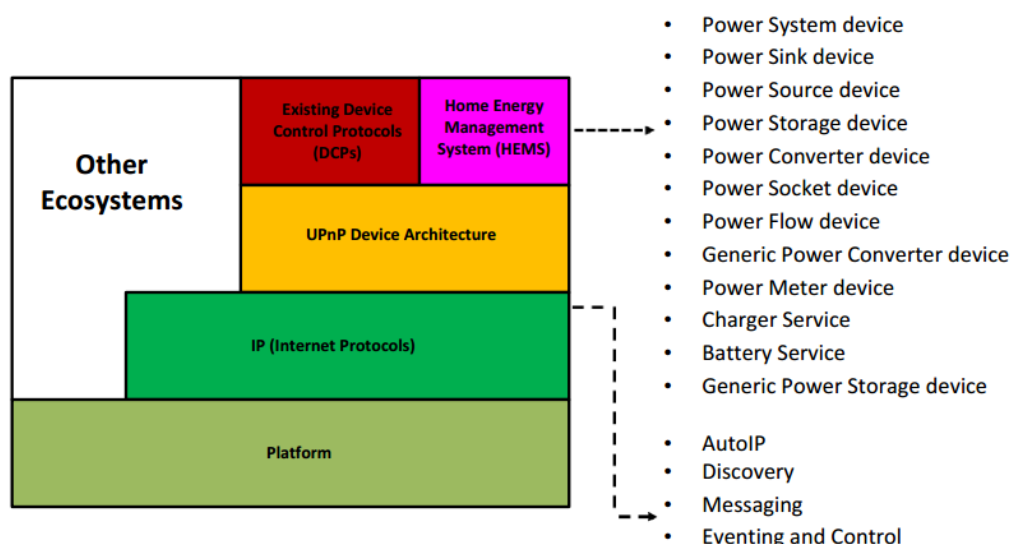 Other
Ecosystems
Existing Device
Control Protocols
(DCPs)
Home Energy
Management
System (HEMS)
UPnP Device Architecture
IP (Internet Protocols)
Platform
• Power System device
• Power Sink device
• Power Source device
• Power Storage device
• Power Converter device
• Power Socket device
• Power Flow device
• Generic Power Converter device
• Power Meter device
• Charger Service
• Battery Service
• Generic Power Storage device
• AutoIP
• Discovery
• Messaging
• Eventing and Control